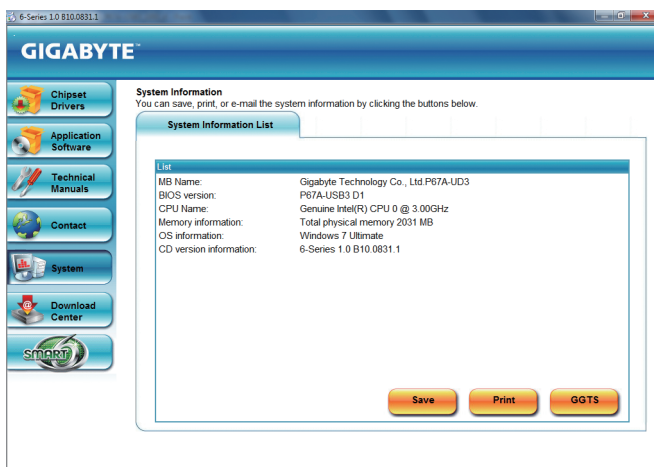 6-Series 1.0 B10.0831.1
GIGABYTE™
Chipset
Drivers
Application
Software
Technical
Manuals
Contact
System
Download
Center
SMART6
System Information
You can save, print, or e-mail the system information by clicking the buttons below.
System Information List
List
MB Name: Gigabyte Technology Co., Ltd.P67A-UD3
BIOS version: P67A-USB3 D1
CPU Name: Genuine Intel(R) CPU 0 @ 3.00GHz
Memory information: Total physical memory 2031 MB
OS information: Windows 7 Ultimate
CD version information: 6-Series 1.0 B10.0831.1
Save Print GGTS